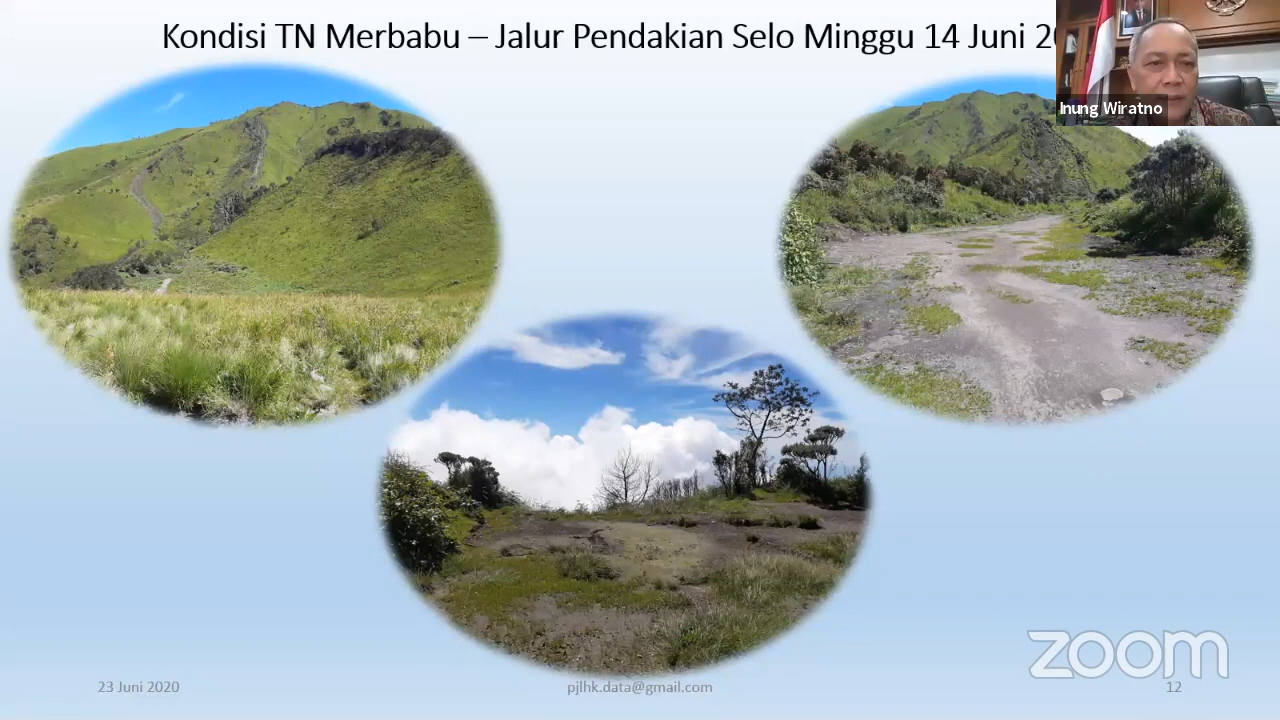 Kondisi TN Merbabu – Jalur Pendakian Selo Minggu 14 Juni
Inung Wiratno
zoom
23 Juni 2020
pjlhk.data@gmail.com
12